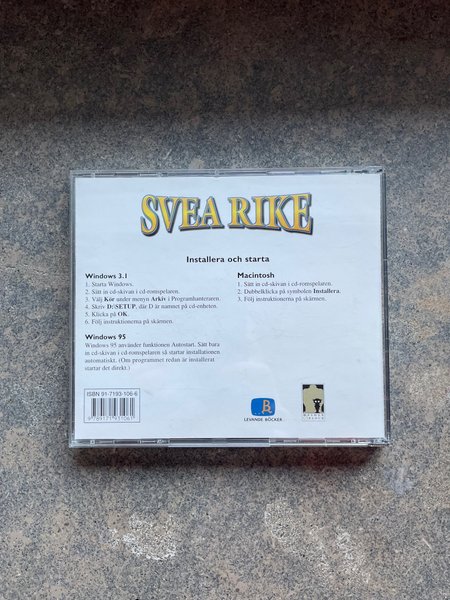 SVEA RIKE
Installera och starta
Windows 3.1
1. Starta Windows.
2. Sätt in cd-skivan i cd-romspelaren.
3. Välj Kör under menyn Arkiv i Programhanteraren.
4. Skriv D:\SETUP, där D är namnet på cd-enheten.
5. Klicka på OK.
6. Följ instruktionerna på skärmen.
Windows 95
Windows 95 använder funktionen Autostart. Sätt bara
in cd-skivan i cd-romspelaren så startar installationen
automatiskt. (Om programmet redan är installerat
startar det direkt.)
Macintosh
1. Sätt in cd-skivan i cd-romspelaren.
2. Dubbelklicka på symbolen Installera.
3. Följ instruktionerna på skärmen.
ISBN 91-7193-106-6
9 789171 931061
LEVANDE BÖCKER